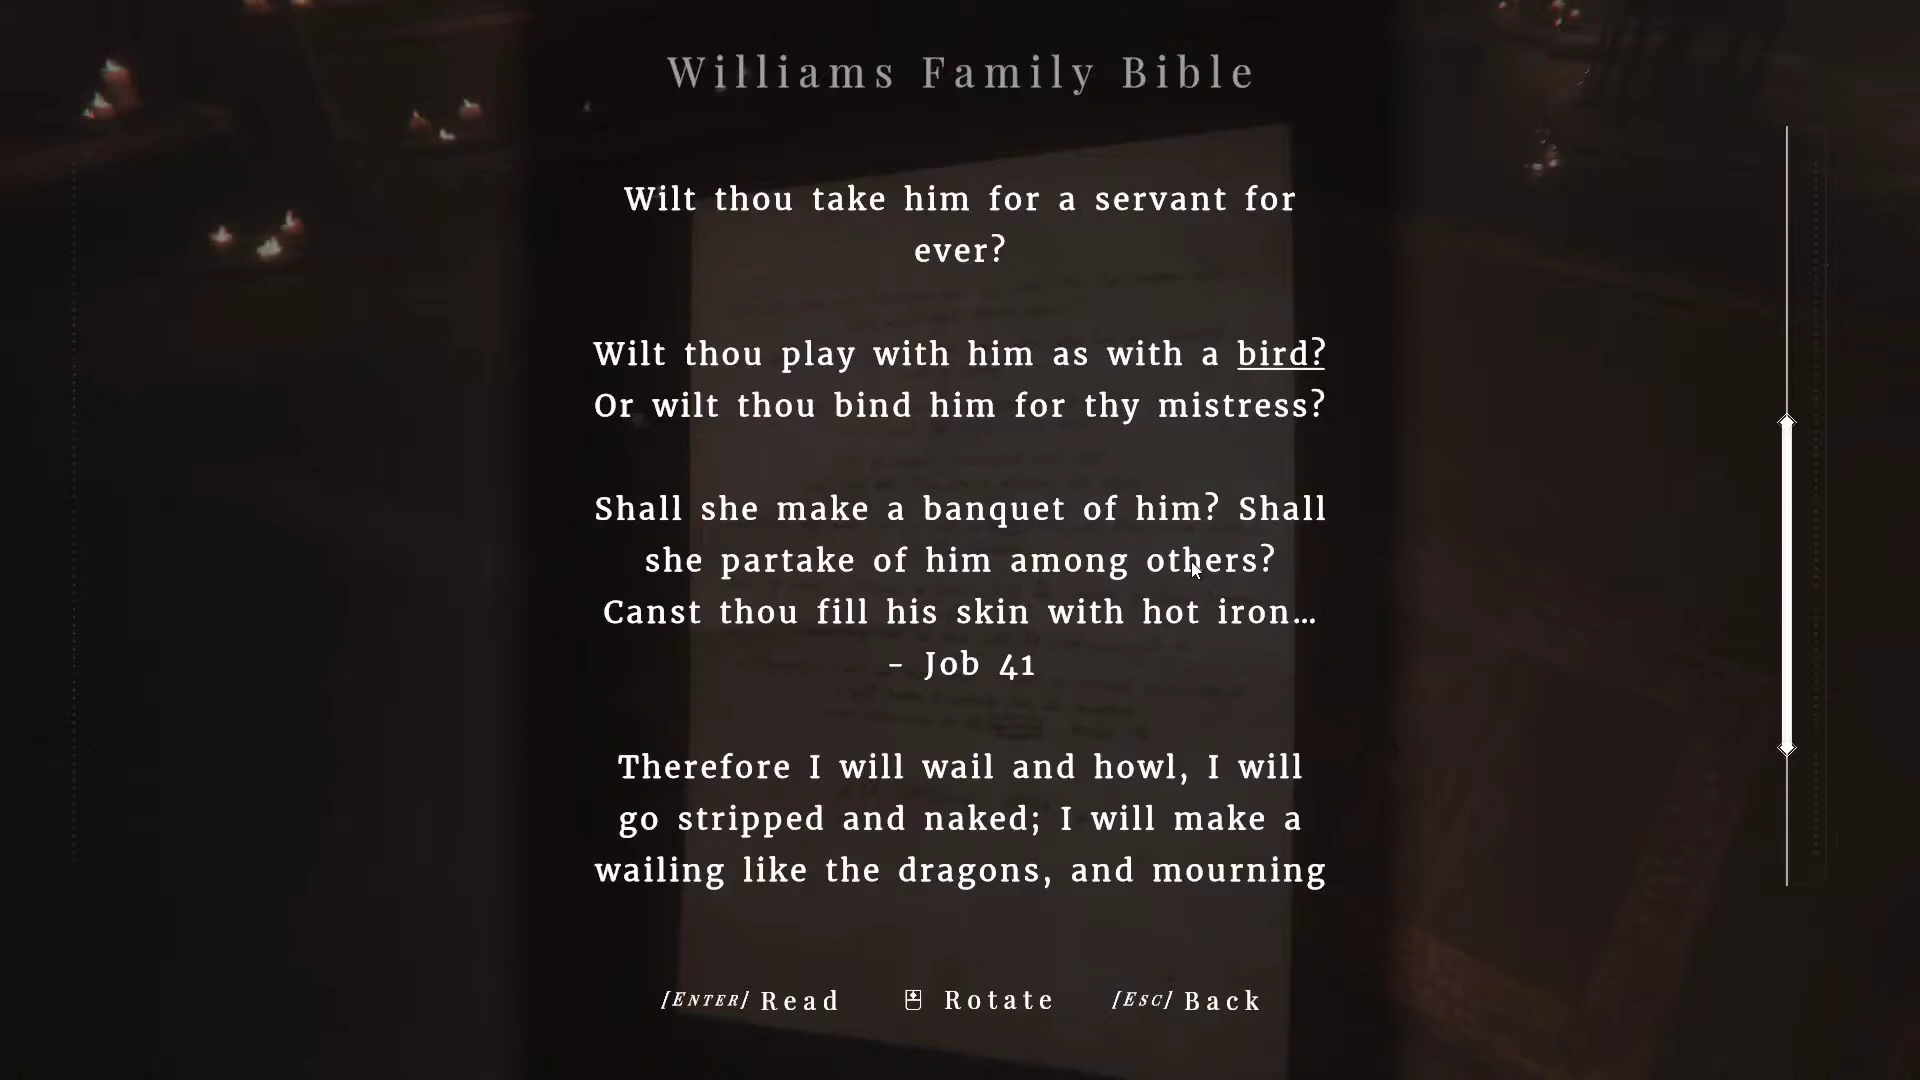 Williams Family Bible
Wilt thou take him for a servant for
ever?
Wilt thou play with him as with a bird?
Or wilt thou bind him for thy mistress?
Shall she make a banquet of him? Shall
she partake of him among others?
Canst thou fill his skin with hot iron...
- Job 41
Therefore I will wail and howl, I will
go stripped and naked; I will make a
wailing like the dragons, and mourning
[ENTER] Read Rotate [ESC] Back